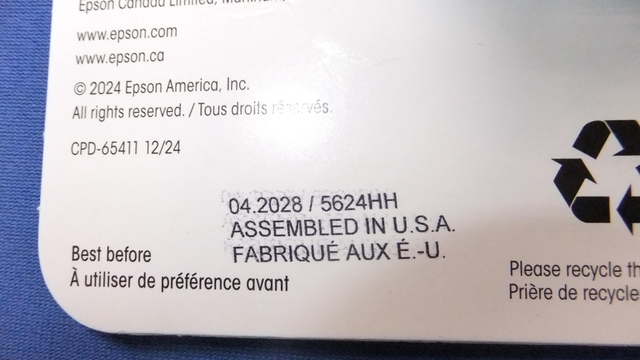 Epson Canada Limited, Markham,
www.epson.com
www.epson.ca
© 2024 Epson America, Inc.
All rights reserved. / Tous droits réservés.
CPD-65411 12/24
04.2028 / 5624HH
ASSEMBLED IN U.S.A.
FABRIQUÉ AUX É.-U.
Best before
À utiliser de préférence avant
Please recycle
Prière de recycle